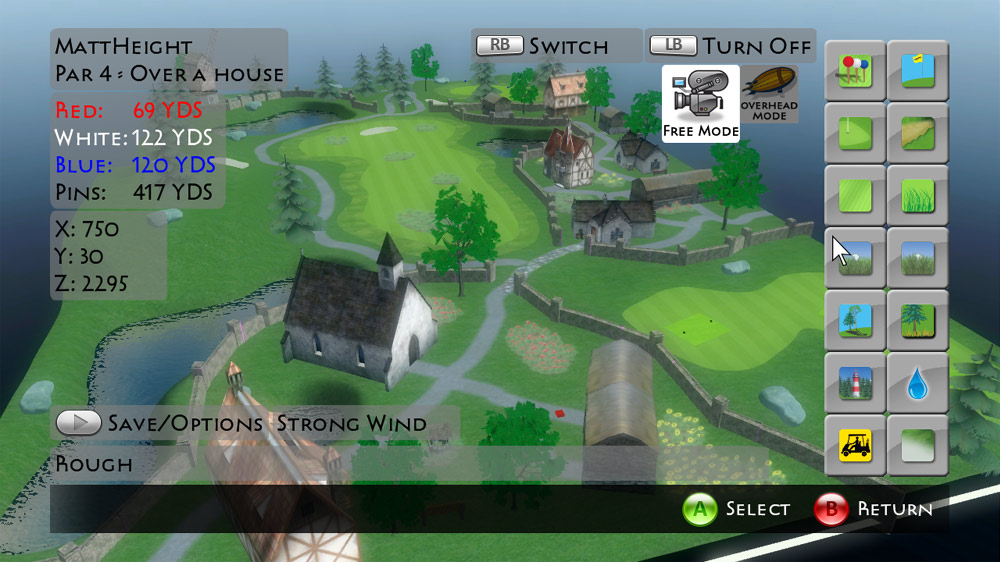 MattHeight
Par 4 : Over a house
Red: 69 YDS
White: 122 YDS
Blue: 120 YDS
Pins: 417 YDS
X: 750
Y: 30
Z: 2295
RB Switch
LB Turn Off
Free Mode
Overhead
Mode
Save/Options Strong Wind
Rough
A Select
B Return